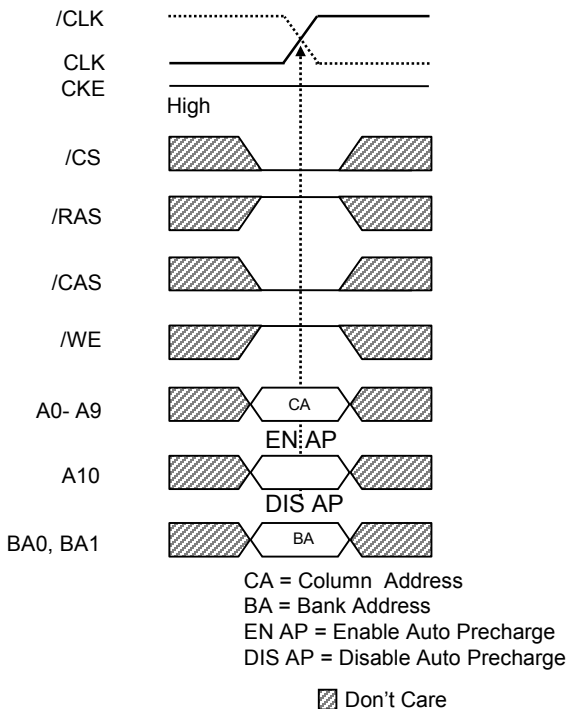 /CLK
CLK
CKE
High
/CS
/RAS
/CAS
/WE
A0- A9
CA
EN AP
A10
DIS AP
BA0, BA1
BA
CA = Column Address
BA = Bank Address
EN AP = Enable Auto Precharge
DIS AP = Disable Auto Precharge
Don't Care